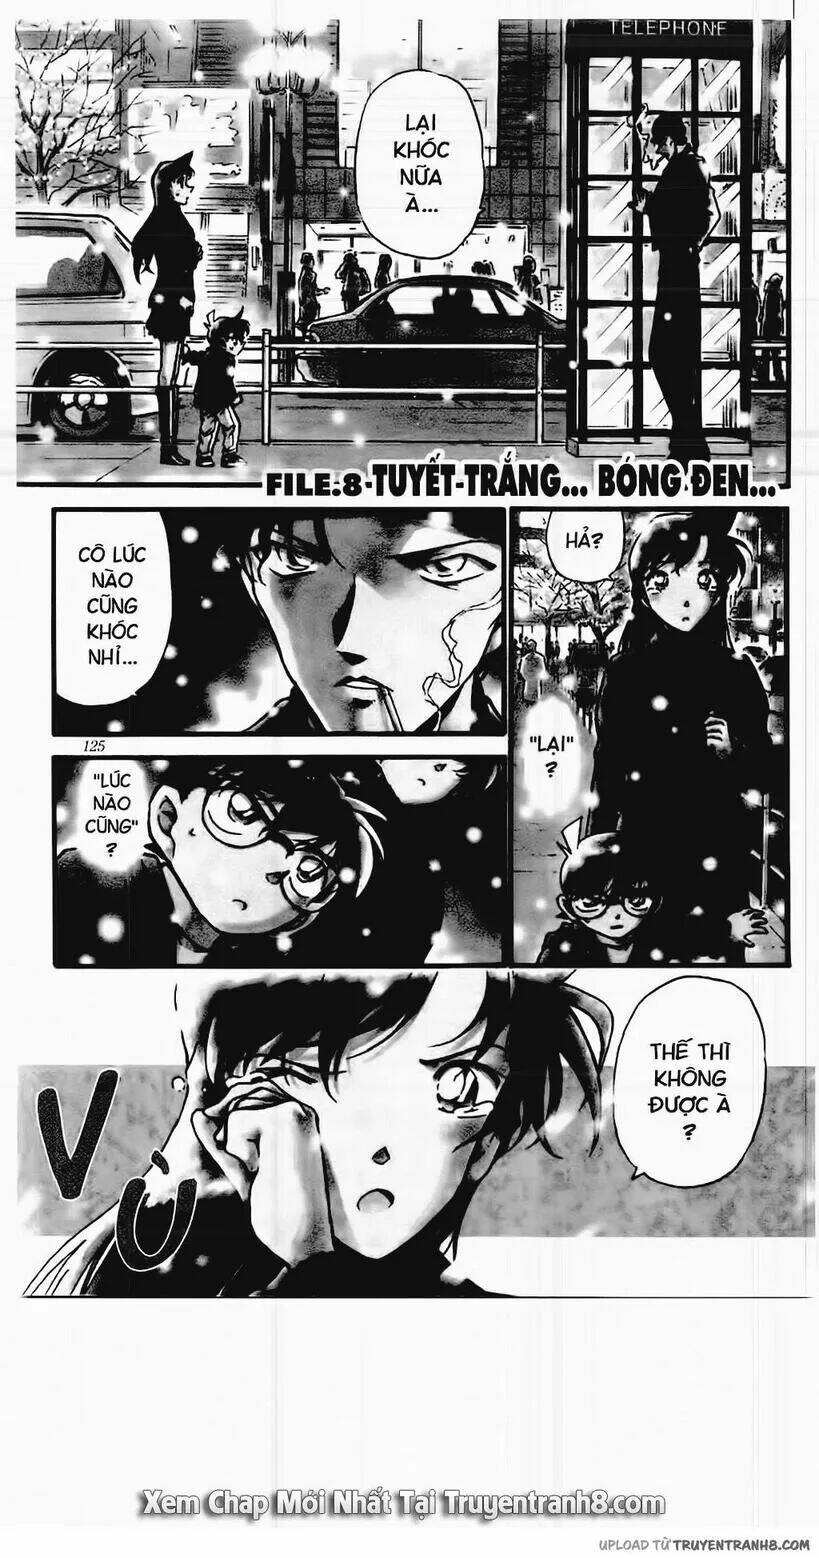 TELEPHONE
LẠI
KHÓC
NỮA
À...
FILE.8 TUYẾT TRẮNG... BÓNG ĐEN...
CÔ LÚC
NÀO
CŨNG
KHÓC
NHỈ...
HẢ?
"LẠI"
?
125
"LÚC
NÀO
CŨNG"
?
THẾ THÌ
KHÔNG
ĐƯỢC À
?
VÙ
Xem Chap Mới Nhất Tại Truyentranh8.com
UPLOAD TỪ TRUYENTRANH8.COM